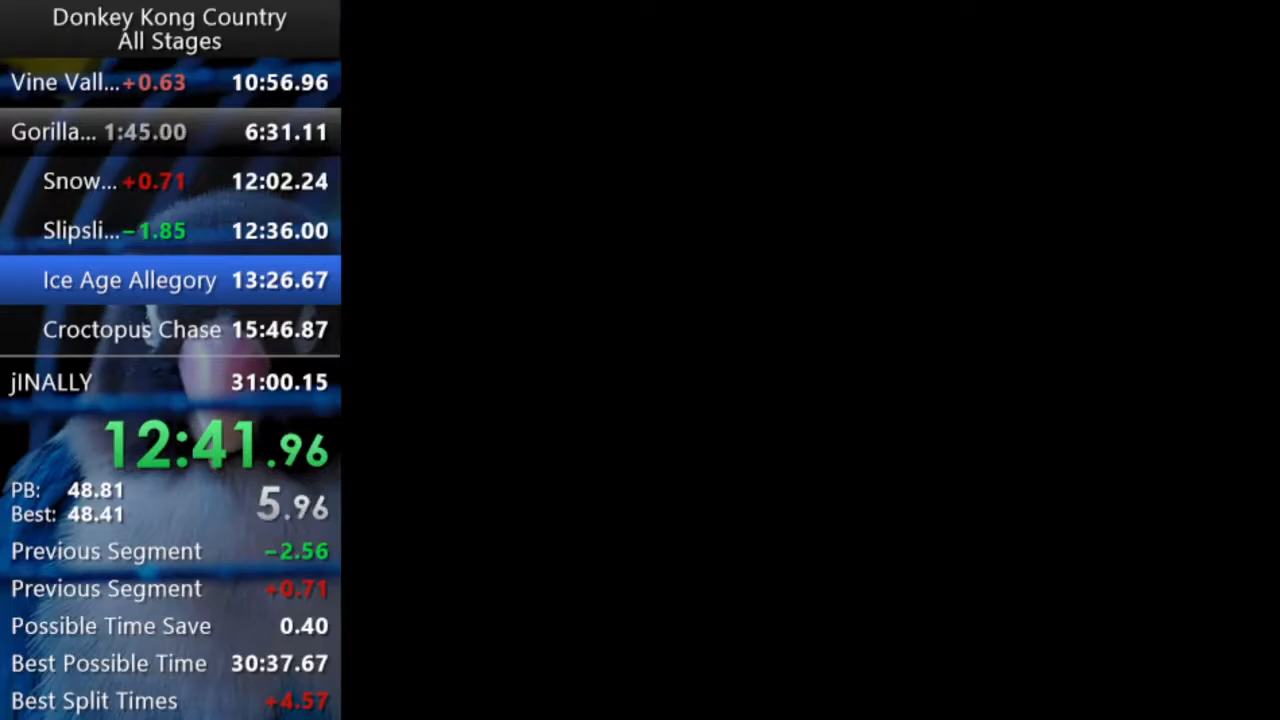 Donkey Kong Country
All Stages
Vine Vall... +0.63 10:56.96
Gorilla... 1:45.00 6:31.11
Snow... +0.71 12:02.24
Slipsli... −1.85 12:36.00
Ice Age Allegory 13:26.67
Croctopus Chase 15:46.87
jINALLY 31:00.15
12:41.96
PB: 48.81
Best: 48.41
5.96
Previous Segment −2.56
Previous Segment +0.71
Possible Time Save 0.40
Best Possible Time 30:37.67
Best Split Times +4.57